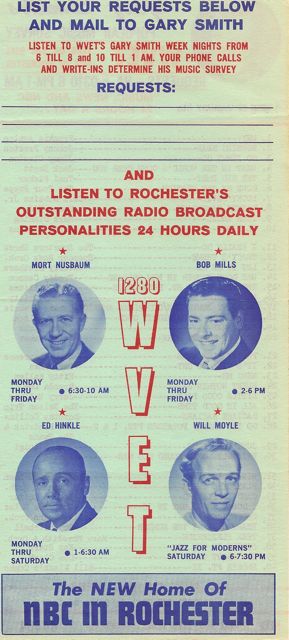 LIST YOUR REQUESTS BELOW
AND MAIL TO GARY SMITH
LISTEN TO WVET'S GARY SMITH WEEK NIGHTS FROM
6 TILL 8 and 10 TILL 1 AM. YOUR PHONE CALLS
AND WRITE-INS DETERMINE HIS MUSIC SURVEY
REQUESTS:
AND
LISTEN TO ROCHESTER'S
OUTSTANDING RADIO BROADCAST
PERSONALITIES 24 HOURS DAILY
★ MORT NUSBAUM
MONDAY
THRU
FRIDAY ● 6:30-10 AM
★ BOB MILLS
MONDAY
THRU
FRIDAY ● 2-6 PM
1280
W
V
E
T
★ ED HINKLE
MONDAY
THRU
SATURDAY ● 1-6:30 AM
★ WILL MOYLE
"JAZZ FOR MODERNS"
SATURDAY ● 6-7:30 PM
The NEW Home Of
NBC IN ROCHESTER